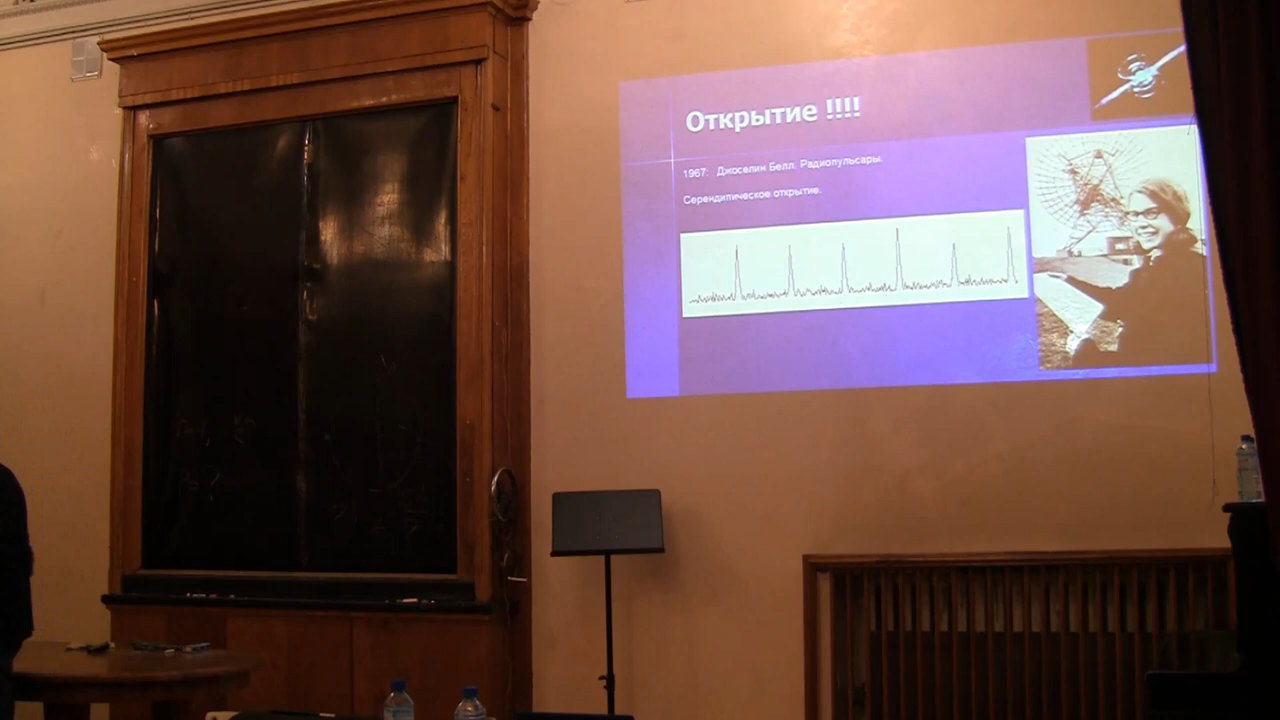 Открытие !!!!
1967: Джоселин Белл. Радиопульсары.
Серендипическое открытие.